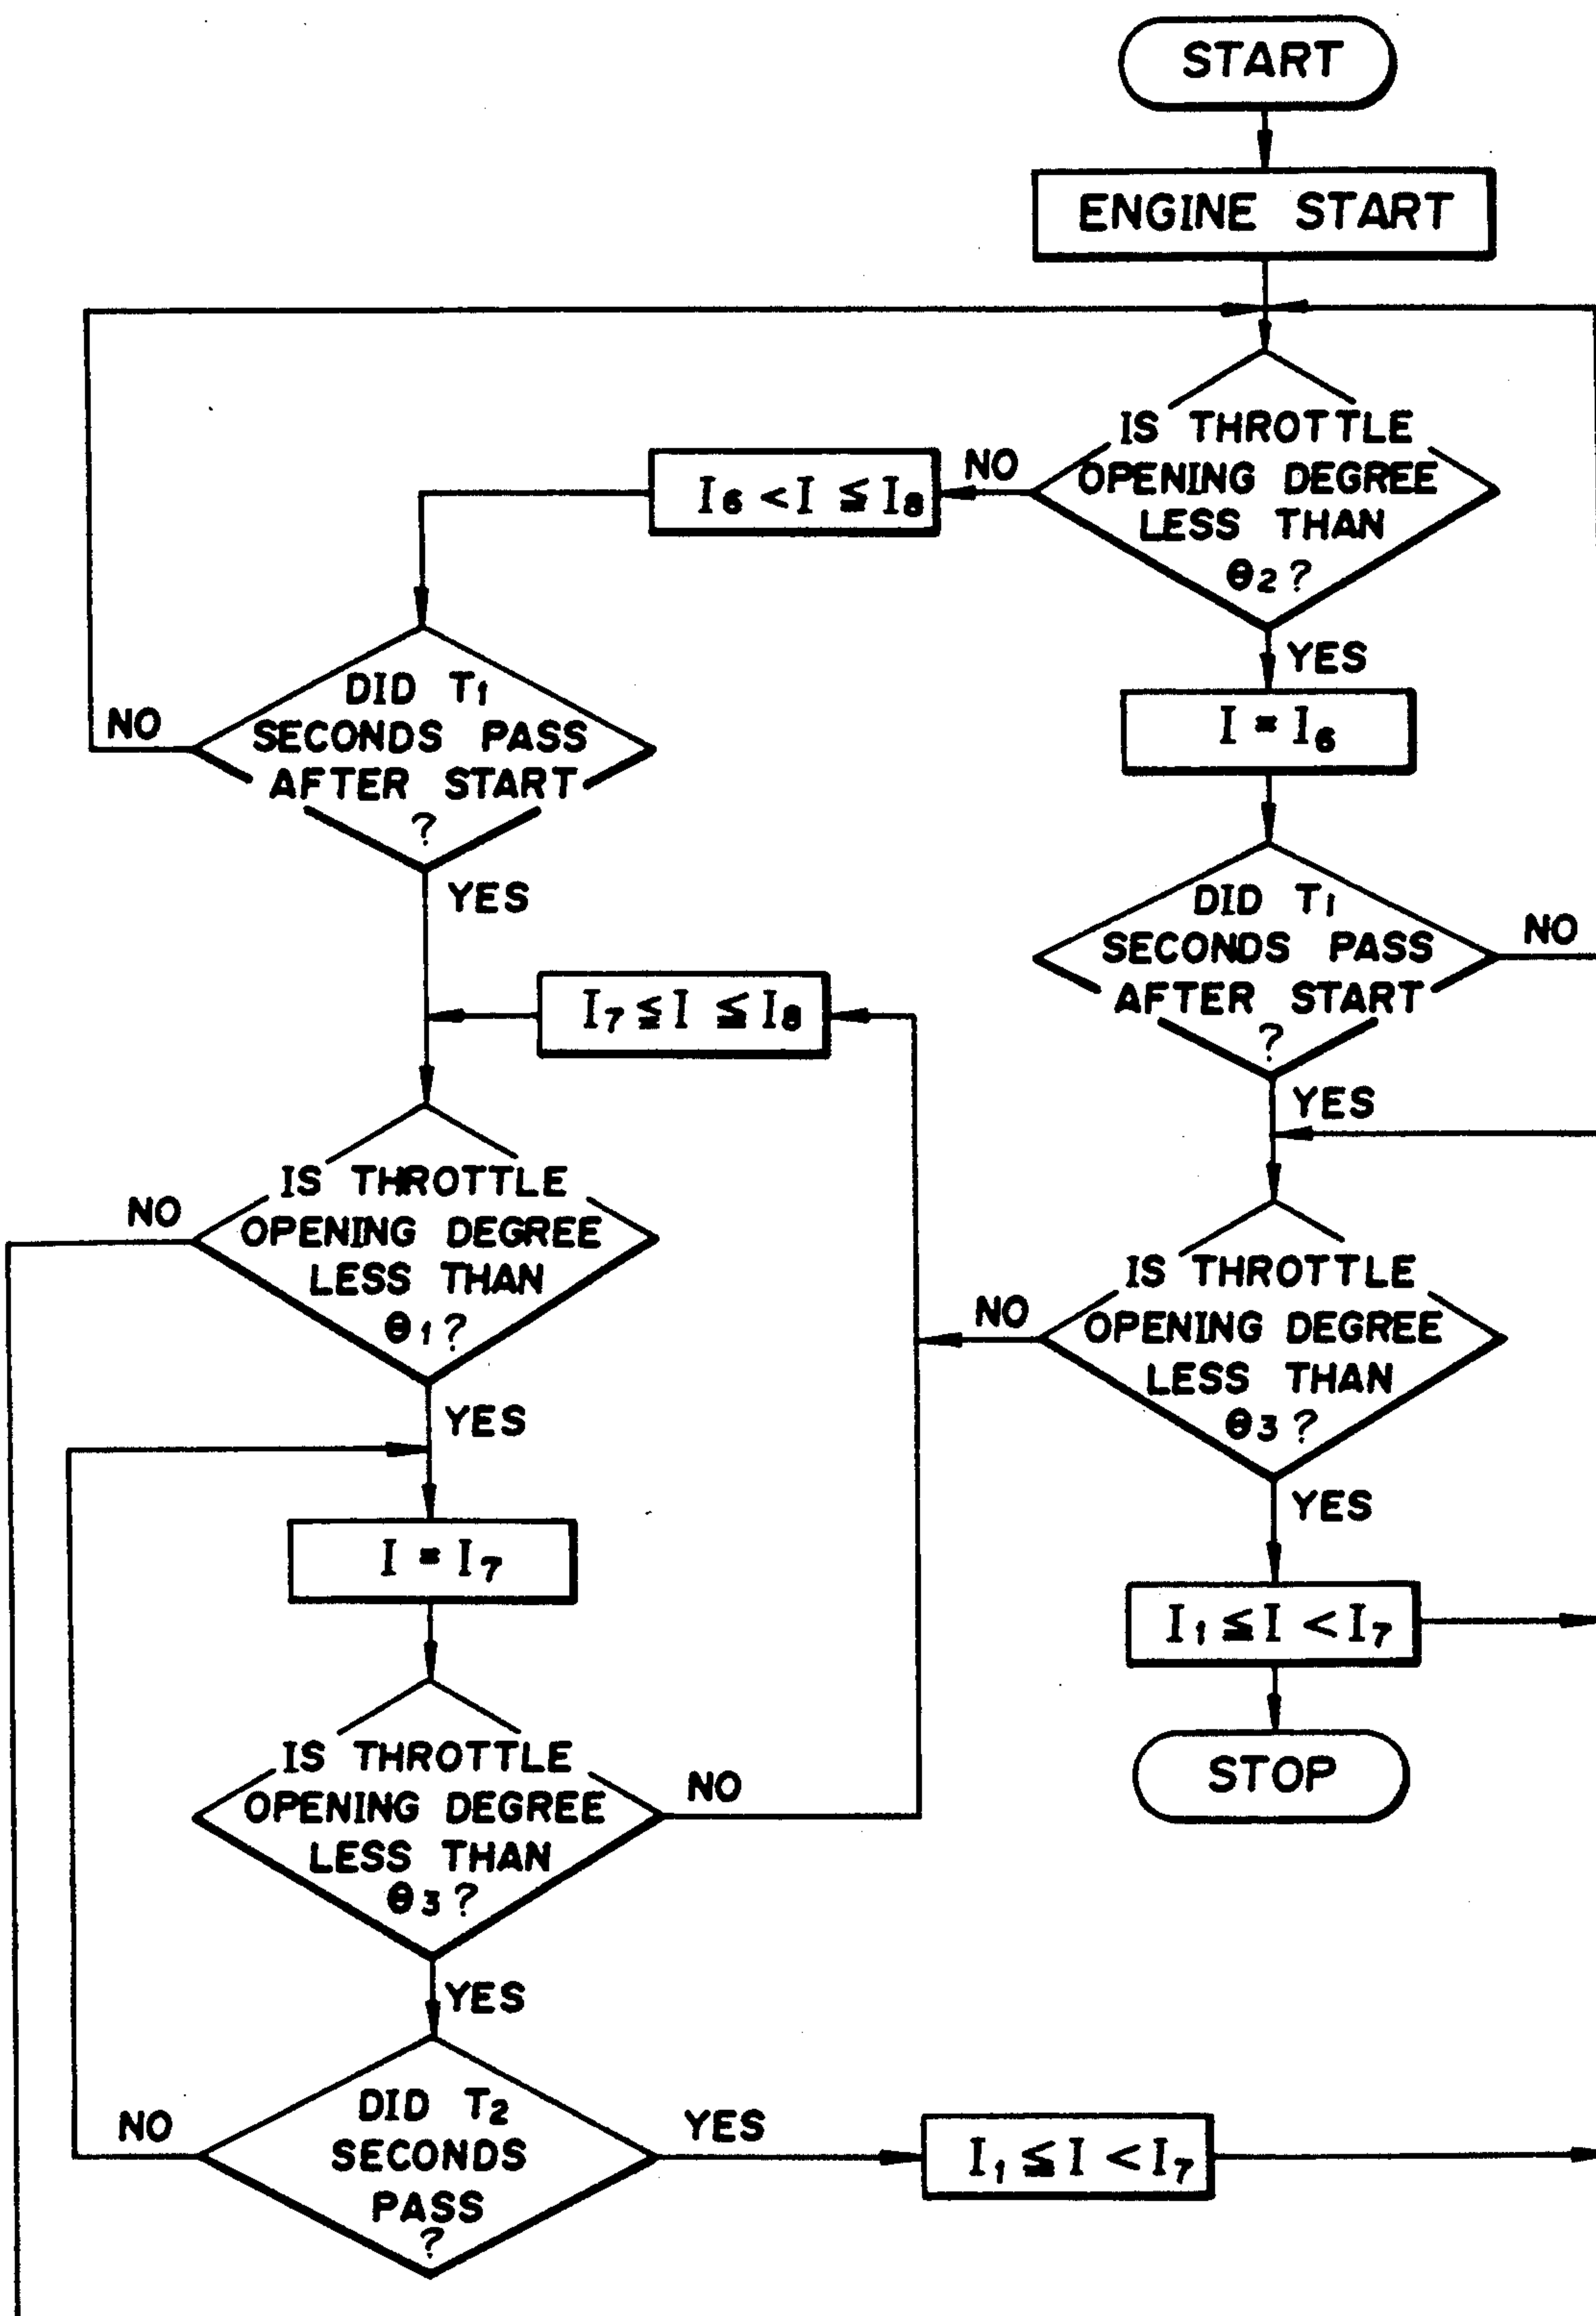 START
ENGINE START
IS THROTTLE
OPENING DEGREE
LESS THAN
θ2?
NO
I6 < I ≦ I8
YES
I = I6
DID T1
SECONDS PASS
AFTER START
?
NO
YES
DID T1
SECONDS PASS
AFTER START
?
NO
YES
I7 ≦ I ≦ I8
IS THROTTLE
OPENING DEGREE
LESS THAN
θ1?
NO
YES
IS THROTTLE
OPENING DEGREE
LESS THAN
θ3?
NO
YES
I = I7
I1 ≦ I < I7
STOP
IS THROTTLE
OPENING DEGREE
LESS THAN
θ3?
NO
YES
DID T2
SECONDS
PASS
?
NO
YES
I1 ≦ I < I7